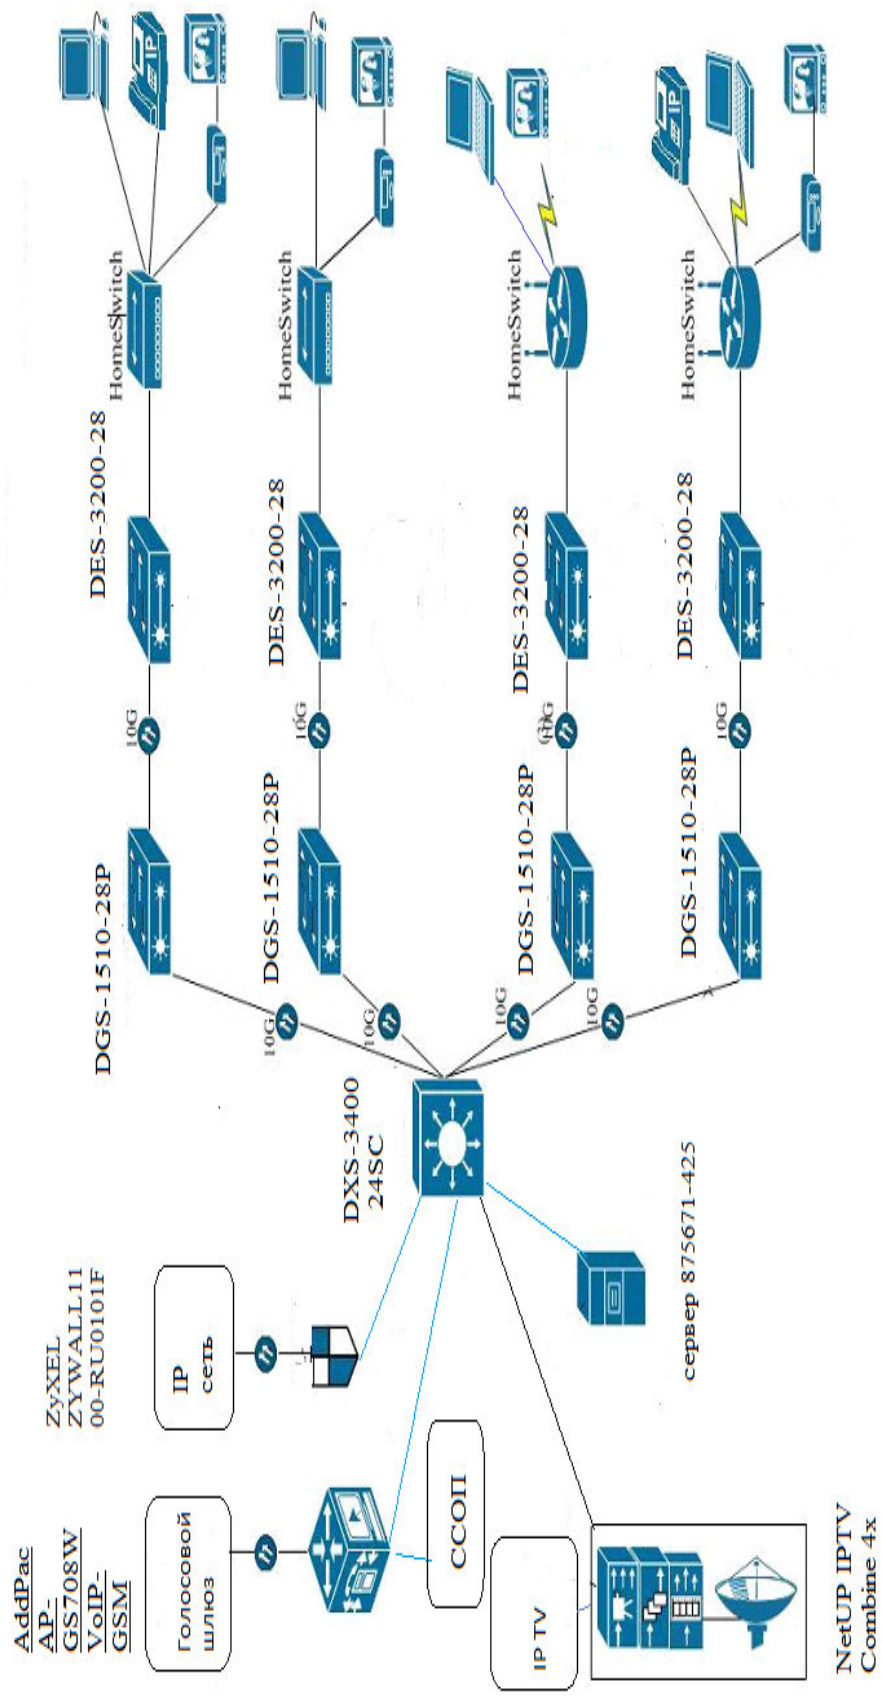 AddPac
AP-
GS708W
VoIP-
GSM
Голосовой
шлюз
ZyXEL
ZYWALL11
00-RU0101F
IP
сеть
ССОП
IP TV
NetUP IPTV
Combine 4x
сервер 875671-425
DXS-3400
24SC
10G
10G
10G
10G
DGS-1510-28P
DGS-1510-28P
DGS-1510-28P
DGS-1510-28P
10G
10G
10G
10G
DES-3200-28
DES-3200-28
DES-3200-28
DES-3200-28
HomeSwitch
HomeSwitch
HomeSwitch
HomeSwitch
IP
IP